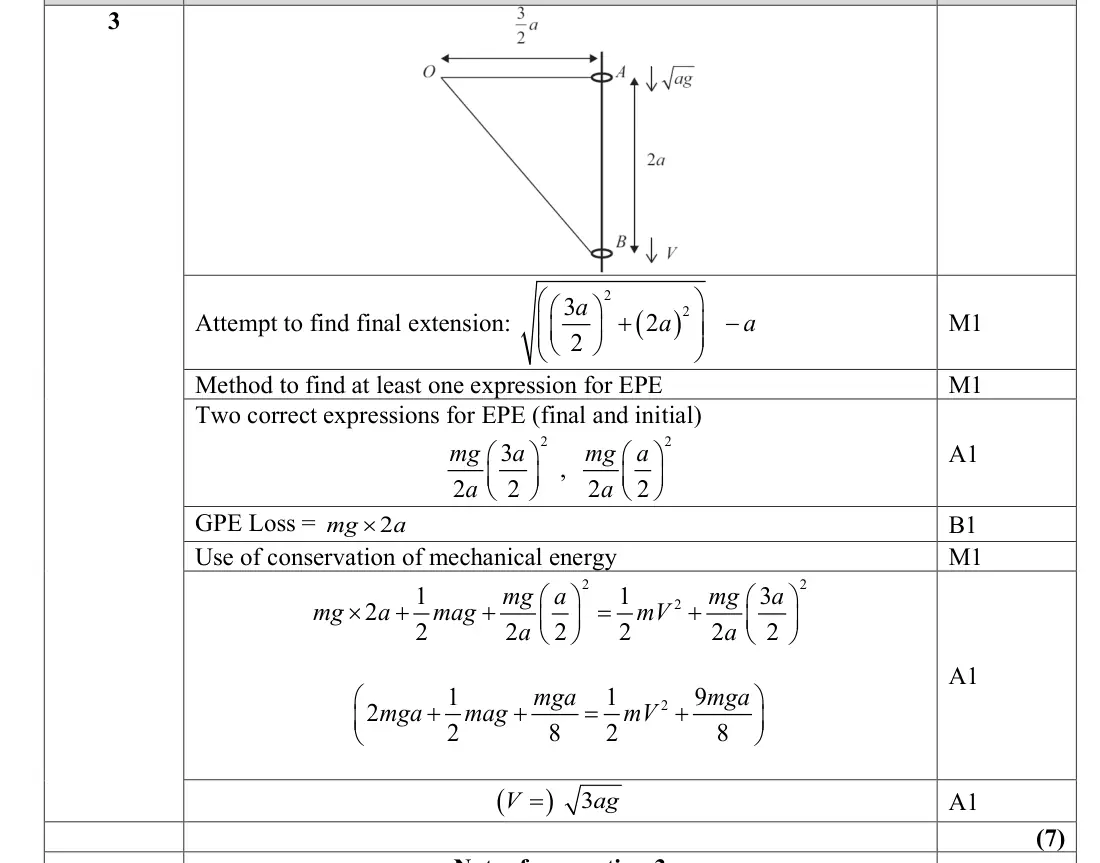 3
3/2 a
O
A ↓ √(ag)
2a
B ↓ V
Attempt to find final extension: √(((3a/2)² + (2a)²)) − a M1
Method to find at least one expression for EPE M1
Two correct expressions for EPE (final and initial)
mg/2a (3a/2)² , mg/2a (a/2)² A1
GPE Loss = mg × 2a B1
Use of conservation of mechanical energy M1
mg × 2a + 1/2 mag + mg/2a (a/2)² = 1/2 mV² + mg/2a (3a/2)²
A1
(2mga + 1/2 mag + mga/8 = 1/2 mV² + 9mga/8)
(V =) √(3ag) A1
(7)